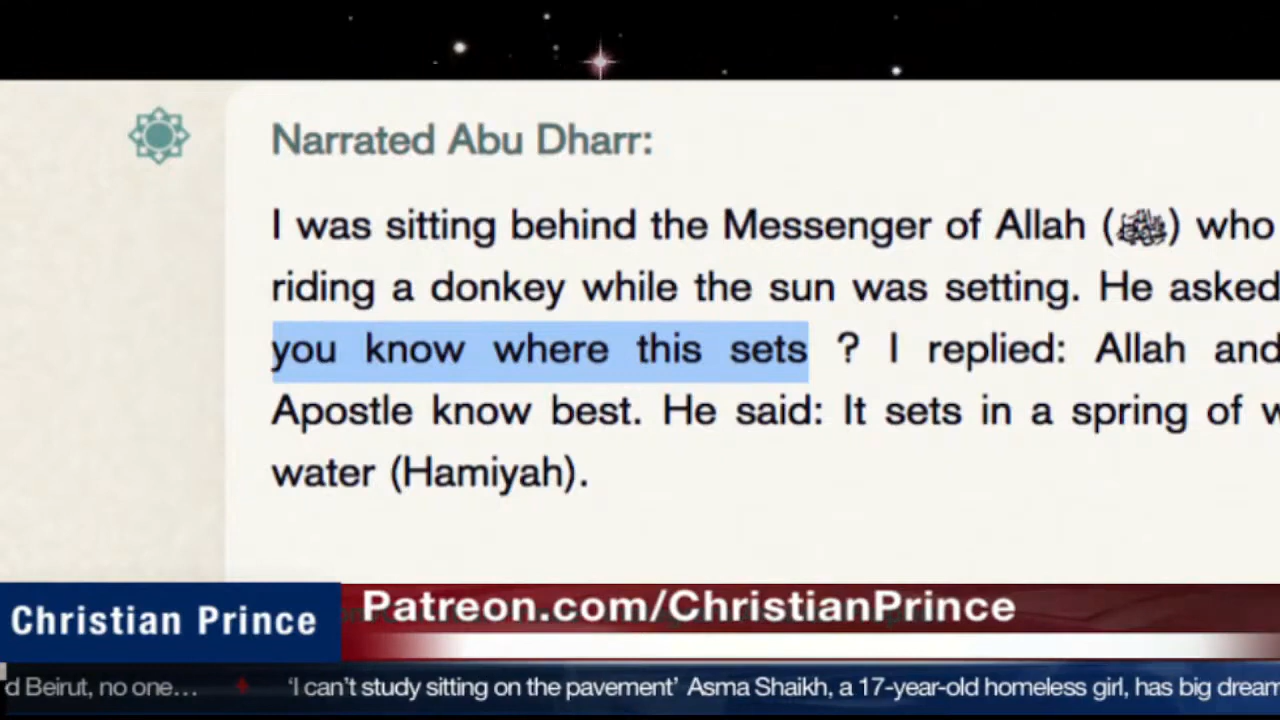 Narrated Abu Dharr:
I was sitting behind the Messenger of Allah (ﷺ) who
riding a donkey while the sun was setting. He asked
you know where this sets ? I replied: Allah and
Apostle know best. He said: It sets in a spring of w
water (Hamiyah).
Christian Prince
Patreon.com/ChristianPrince
d Beirut, no one... ‘I can’t study sitting on the pavement’ Asma Shaikh, a 17-year-old homeless girl, has big dream